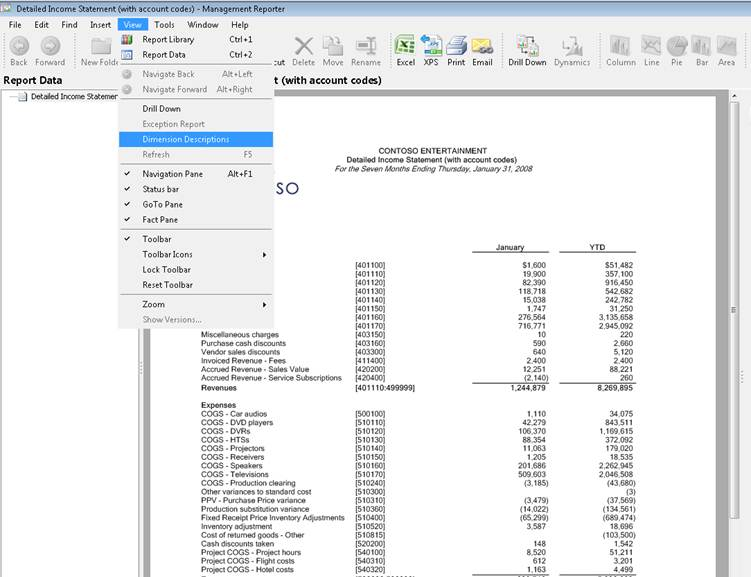 Detailed Income Statement (with account codes) - Management Reporter
File Edit Find Insert View Tools Window Help
Back Forward New Fold cut Delete Move Rename Excel XPS Print Email Drill Down Dynamics Column Line Pie Bar Area
Report Library Ctrl+1
Report Data Ctrl+2
Navigate Back Alt+Left
Navigate Forward Alt+Right
Drill Down
Exception Report
Dimension Descriptions
Refresh F5
Navigation Pane Alt+F1
Status bar
GoTo Pane
Fact Pane
Toolbar
Toolbar Icons
Lock Toolbar
Reset Toolbar
Zoom
Show Versions...
Report Data
t (with account codes)
Detailed Income Statemen
CONTOSO ENTERTAINMENT
Detailed Income Statement (with account codes)
For the Seven Months Ending Thursday, January 31, 2008
SO
January YTD
[401100] $1,600 $51,482
[401110] 19,900 357,100
[401120] 82,390 916,450
[401130] 118,718 542,682
[401140] 15,038 242,782
[401150] 1,747 31,250
[401160] 276,564 3,135,658
[401170] 716,771 2,945,092
Miscellaneous charges [403150] 10 220
Purchase cash discounts [403160] 590 2,660
Vendor sales discounts [403300] 640 5,120
Invoiced Revenue - Fees [411400] 2,400 2,400
Accrued Revenue - Sales Value [420200] 12,251 88,221
Accrued Revenue - Service Subscriptions [420400] (2,140) 260
Revenues [401110:499999] 1,244,879 8,269,895
Expenses
COGS - Car audios [500100] 1,110 34,075
COGS - DVD players [510110] 42,279 843,511
COGS - DVRs [510120] 106,370 1,169,615
COGS - HTSs [510130] 88,354 372,092
COGS - Projectors [510140] 11,063 179,020
COGS - Receivers [510150] 1,205 18,535
COGS - Speakers [510160] 201,686 2,262,945
COGS - Televisions [510170] 509,603 2,046,508
COGS - Production clearing [510240] (3,185) (43,680)
Other variances to standard cost [510300] (3)
PPV - Purchase Price variance [510310] (3,479) (37,569)
Production substitution variance [510360] (14,022) (134,561)
Fixed Receipt Price Inventory Adjustments [510400] (65,299) (689,474)
Inventory adjustment [510520] 3,587 18,696
Cost of returned goods - Other [510815] (103,500)
Cash discounts taken [520200] 148 1,542
Project COGS - Project hours [540100] 8,520 51,211
Project COGS - Flight costs [540310] 612 3,201
Project COGS - Hotel costs [540320] 1,163 4,499